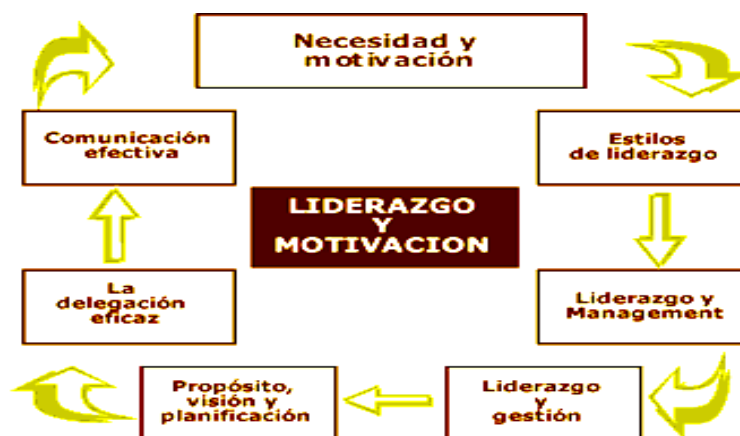 Necesidad y
motivación
Comunicación
efectiva
Estilos
de liderazgo
LIDERAZGO
Y
MOTIVACION
La
delegación
eficaz
Liderazgo y
Management
Propósito,
visión y
planificación
Liderazgo
y
gestión